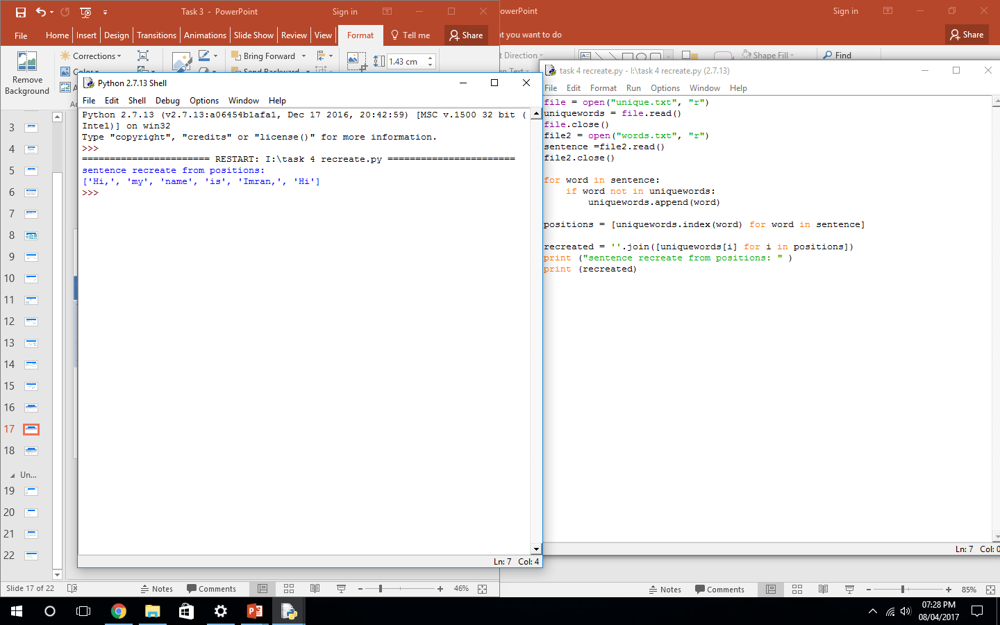 Task 3 - PowerPoint
Sign in
File
Home
Insert
Design
Transitions
Animations
Slide Show
Review
View
Format
Tell me
Share
Remove
Background
Corrections
Color
Bring Forward
Send Backward
1.43 cm
owerPoint
Sign in
at you want to do
Share
Direction
Shape Fill
Find
Python 2.7.13 Shell
File Edit Shell Debug Options Window Help
Python 2.7.13 (v2.7.13:a06454b1afa1, Dec 17 2016, 20:42:59) [MSC v.1500 32 bit (
Intel)] on win32
Type "copyright", "credits" or "license()" for more information.
>>>
======================= RESTART: I:\task 4 recreate.py =======================
sentence recreate from positions:
['Hi,', 'my', 'name', 'is', 'Imran,', 'Hi']
>>>
Ln: 7 Col: 4
task 4 recreate.py - I:\task 4 recreate.py (2.7.13)
File Edit Format Run Options Window Help
file = open("unique.txt", "r")
uniquewords = file.read()
file.close()
file2 = open("words.txt", "r")
sentence =file2.read()
file2.close()
for word in sentence:
    if word not in uniquewords:
        uniquewords.append(word)
positions = [uniquewords.index(word) for word in sentence]
recreated = ''.join([uniquewords[i] for i in positions])
print ("sentence recreate from positions: " )
print (recreated)
Ln: 7 Col: 0
3
4
5
6
7
8
9
10
11
12
13
14
15
16
17
18
Un...
19
20
21
22
Slide 17 of 22
Notes
Comments
46%
Notes
Comments
85%
07:28 PM
08/04/2017